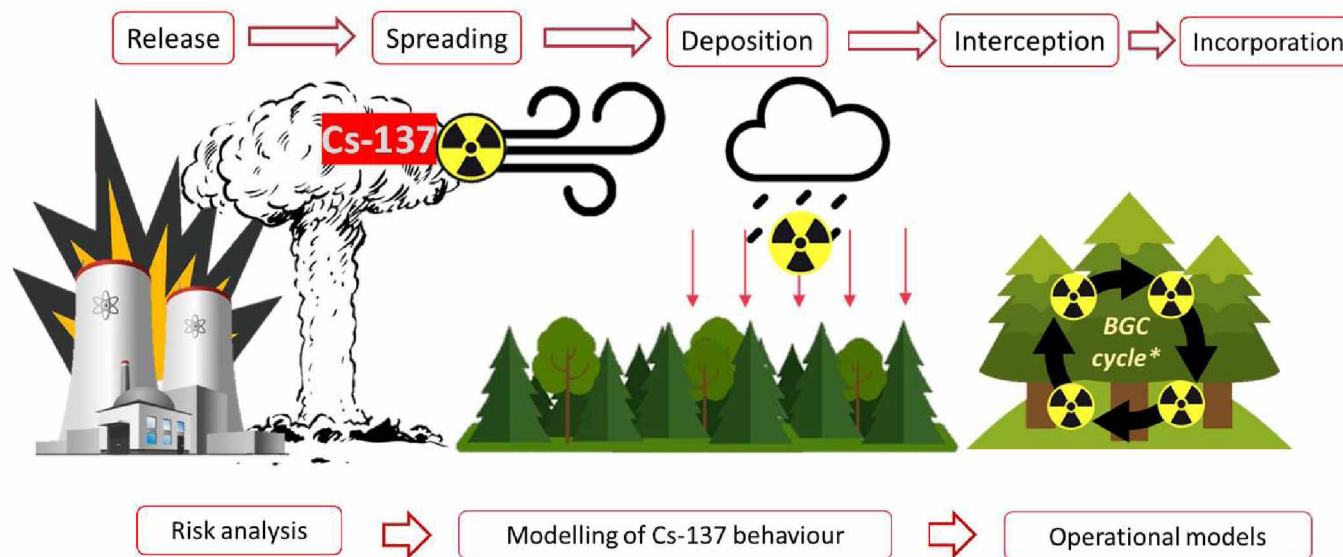 Release
Spreading
Deposition
Interception
Incorporation
Cs-137
BGC
cycle*
Risk analysis
Modelling of Cs-137 behaviour
Operational models